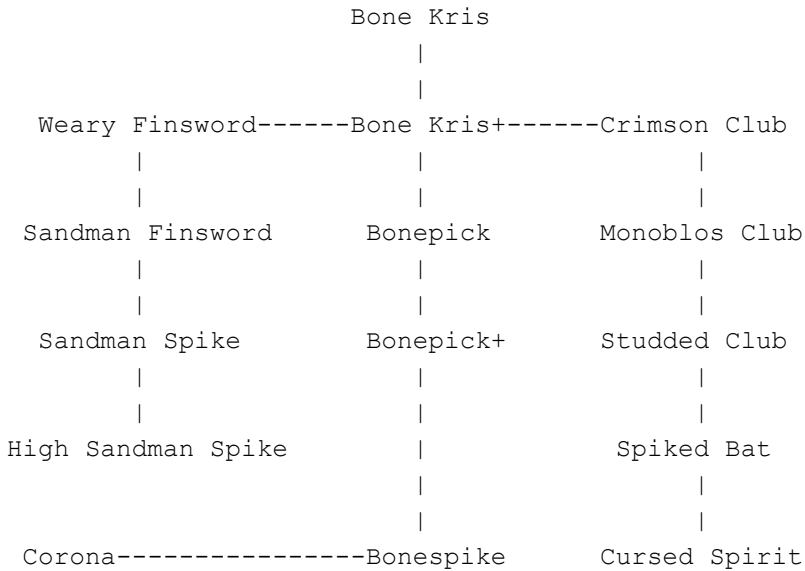 Bone Kris
Weary Finsword------Bone Kris+------Crimson Club
Sandman Finsword Bonepick Monoblos Club
Sandman Spike Bonepick+ Studded Club
High Sandman Spike Spiked Bat
Corona----------------Bonespike Cursed Spirit